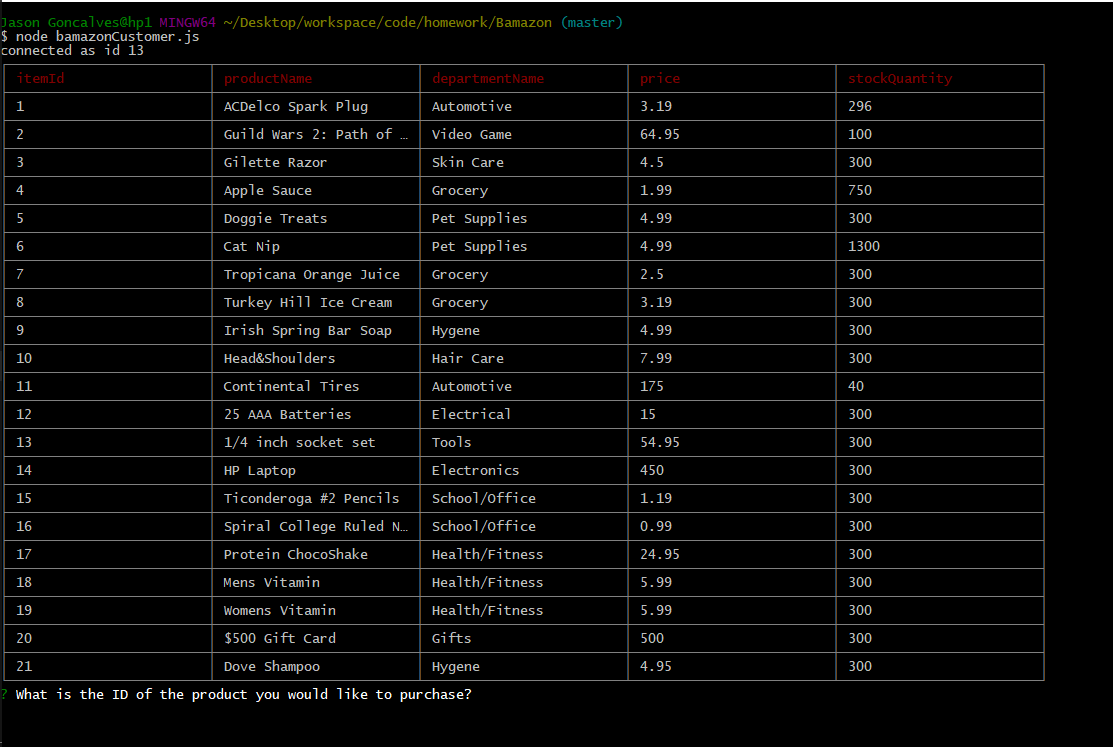 Jason Goncalves@hp1 MINGW64 ~/Desktop/workspace/code/homework/Bamazon (master)
$ node bamazonCustomer.js
connected as id 13
itemId productName departmentName price stockQuantity
1 ACDelco Spark Plug Automotive 3.19 296
2 Guild Wars 2: Path of … Video Game 64.95 100
3 Gilette Razor Skin Care 4.5 300
4 Apple Sauce Grocery 1.99 750
5 Doggie Treats Pet Supplies 4.99 300
6 Cat Nip Pet Supplies 4.99 1300
7 Tropicana Orange Juice Grocery 2.5 300
8 Turkey Hill Ice Cream Grocery 3.19 300
9 Irish Spring Bar Soap Hygene 4.99 300
10 Head&Shoulders Hair Care 7.99 300
11 Continental Tires Automotive 175 40
12 25 AAA Batteries Electrical 15 300
13 1/4 inch socket set Tools 54.95 300
14 HP Laptop Electronics 450 300
15 Ticonderoga #2 Pencils School/Office 1.19 300
16 Spiral College Ruled N… School/Office 0.99 300
17 Protein ChocoShake Health/Fitness 24.95 300
18 Mens Vitamin Health/Fitness 5.99 300
19 Womens Vitamin Health/Fitness 5.99 300
20 $500 Gift Card Gifts 500 300
21 Dove Shampoo Hygene 4.95 300
? What is the ID of the product you would like to purchase?